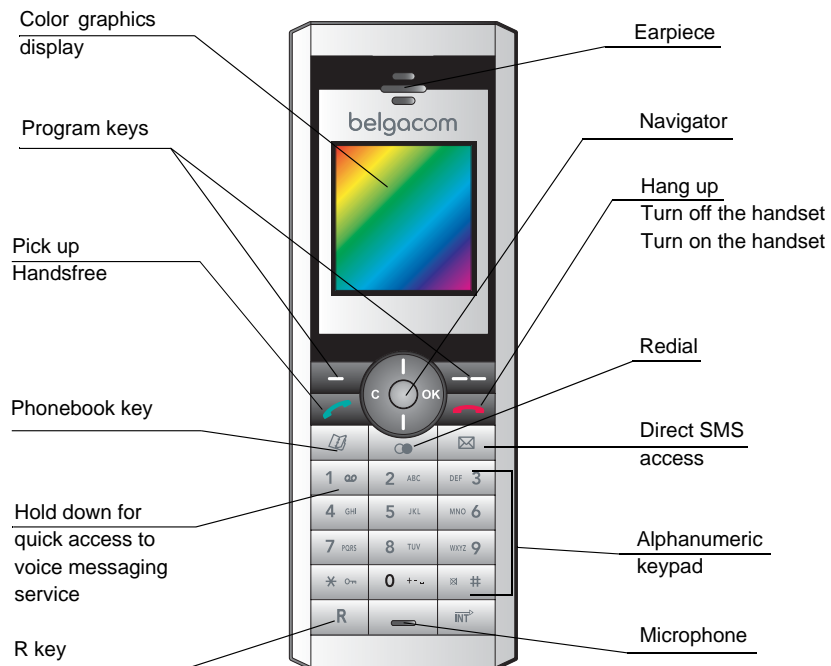 Color graphics
display
Program keys
Pick up
Handsfree
Phonebook key
Hold down for
quick access to
voice messaging
service
R key
Earpiece
Navigator
Hang up
Turn off the handset
Turn on the handset
Redial
Direct SMS
access
Alphanumeric
keypad
Microphone
belgacom
C OK
1 2 ABC DEF 3
4 GHI 5 JKL MNO 6
7 PQRS 8 TUV WXYZ 9
* 0 +-⎵ #
R INT